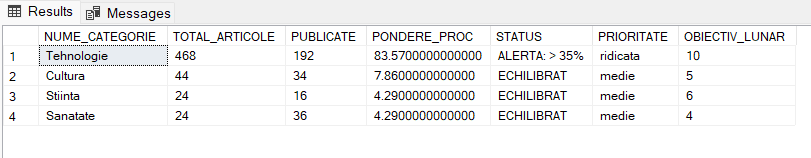 Results Messages
NUME_CATEGORIE TOTAL_ARTICOLE PUBLICATE PONDERE_PROC STATUS PRIORITATE OBIECTIV_LUNAR
1 Tehnologie 468 192 83.5700000000000 ALERTA: > 35% ridicata 10
2 Cultura 44 34 7.8600000000000 ECHILIBRAT medie 5
3 Stiinta 24 16 4.2900000000000 ECHILIBRAT medie 6
4 Sanatate 24 36 4.2900000000000 ECHILIBRAT medie 4